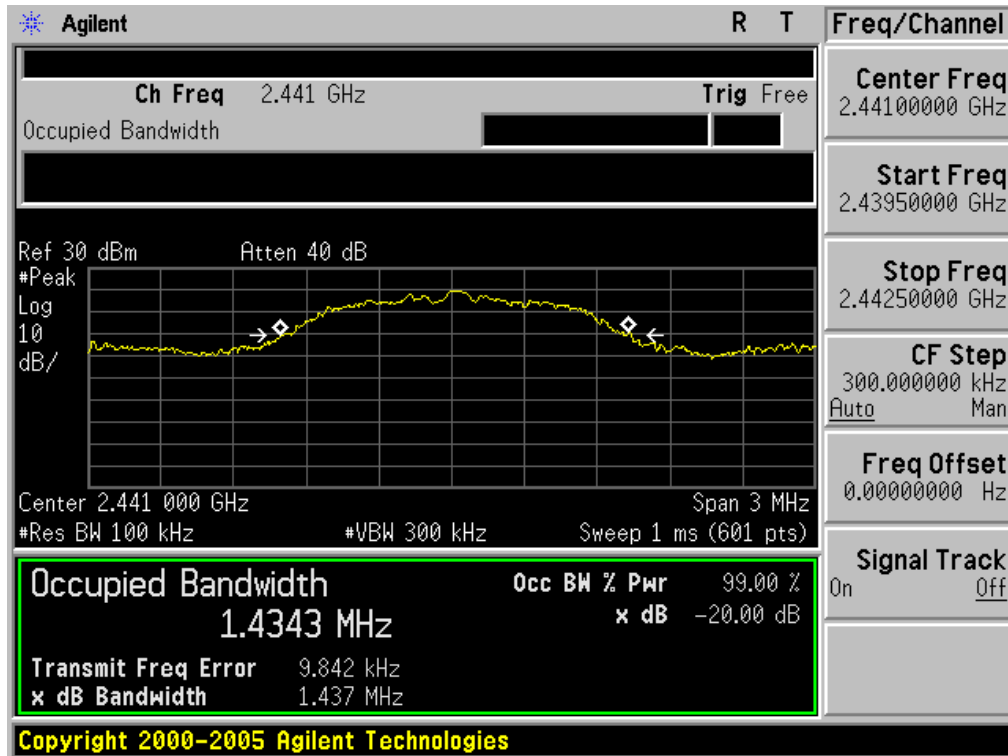 Agilent R T Freq/Channel
Ch Freq 2.441 GHz Trig Free
Occupied Bandwidth
Center Freq
2.44100000 GHz
Start Freq
2.43950000 GHz
Stop Freq
2.44250000 GHz
CF Step
300.000000 kHz
Auto Man
Freq Offset
0.00000000 Hz
Signal Track
On Off
Ref 30 dBm Atten 40 dB
#Peak
Log
10
dB/
Center 2.441 000 GHz Span 3 MHz
#Res BW 100 kHz #VBW 300 kHz Sweep 1 ms (601 pts)
Occupied Bandwidth
1.4343 MHz
Occ BW % Pwr 99.00 %
x dB -20.00 dB
Transmit Freq Error 9.842 kHz
x dB Bandwidth 1.437 MHz
Copyright 2000-2005 Agilent Technologies